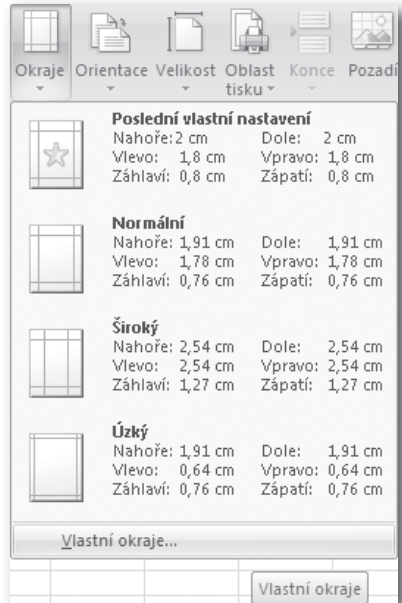 Okraje Orientace Velikost Oblast tisku Konce Pozadí
Poslední vlastní nastavení
Nahoře: 2 cm Dole: 2 cm
Vlevo: 1,8 cm Vpravo: 1,8 cm
Záhlaví: 0,8 cm Zápatí: 0,8 cm
Normální
Nahoře: 1,91 cm Dole: 1,91 cm
Vlevo: 1,78 cm Vpravo: 1,78 cm
Záhlaví: 0,76 cm Zápatí: 0,76 cm
Široký
Nahoře: 2,54 cm Dole: 2,54 cm
Vlevo: 2,54 cm Vpravo: 2,54 cm
Záhlaví: 1,27 cm Zápatí: 1,27 cm
Úzký
Nahoře: 1,91 cm Dole: 1,91 cm
Vlevo: 0,64 cm Vpravo: 0,64 cm
Záhlaví: 0,76 cm Zápatí: 0,76 cm
Vlastní okraje...
Vlastní okraje